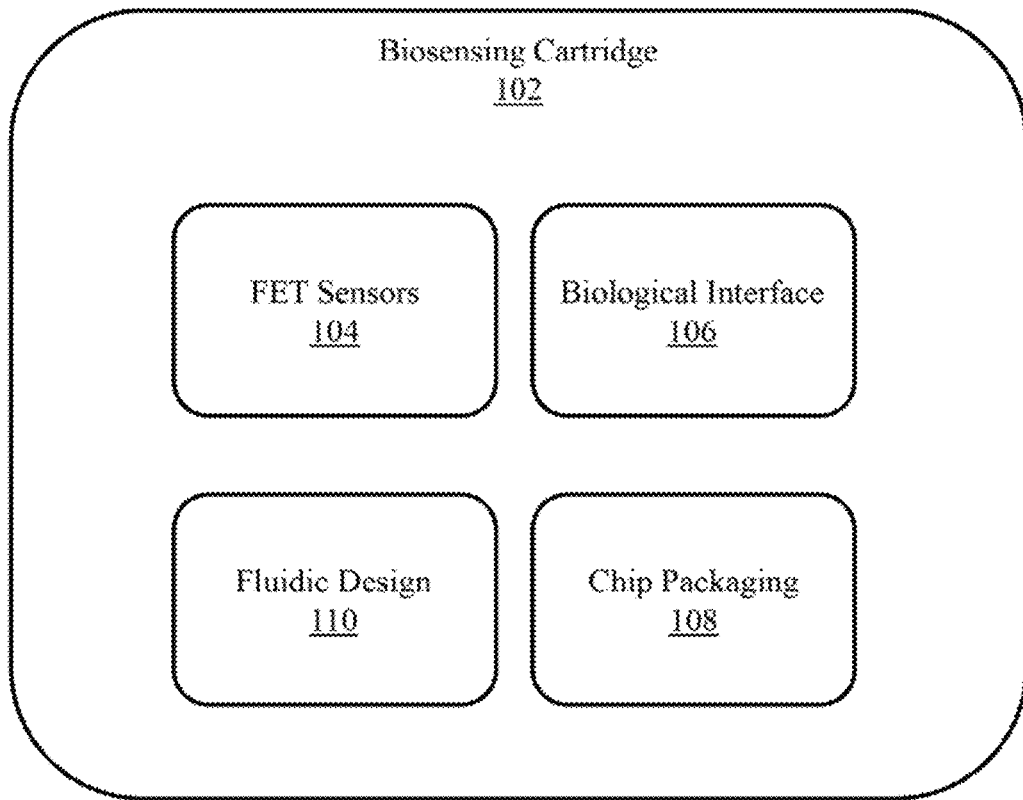 Biosensing Cartridge
102
FET Sensors
104
Biological Interface
106
Fluidic Design
110
Chip Packaging
108